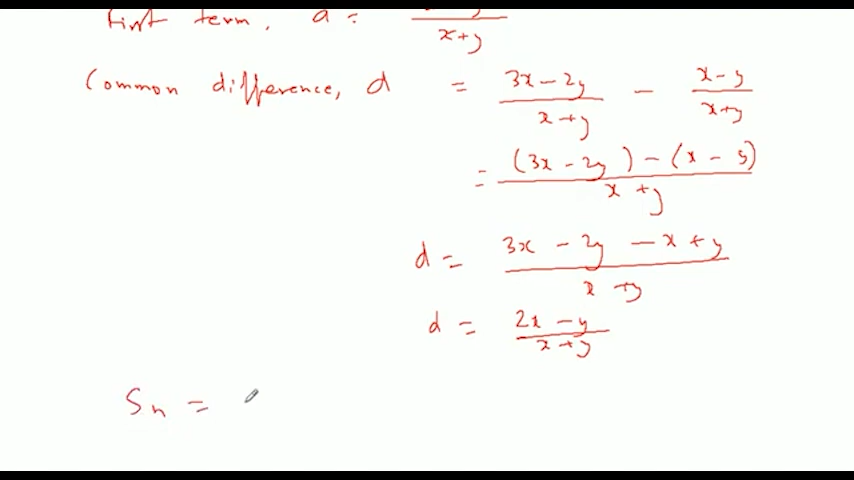 First term, a = x+y
Common difference, d = 3x - 2y / x+y - x-y / x+y
= (3x - 2y) - (x - y) / x + y
d = 3x - 2y - x + y / x + y
d = 2x - y / x+y
Sn =